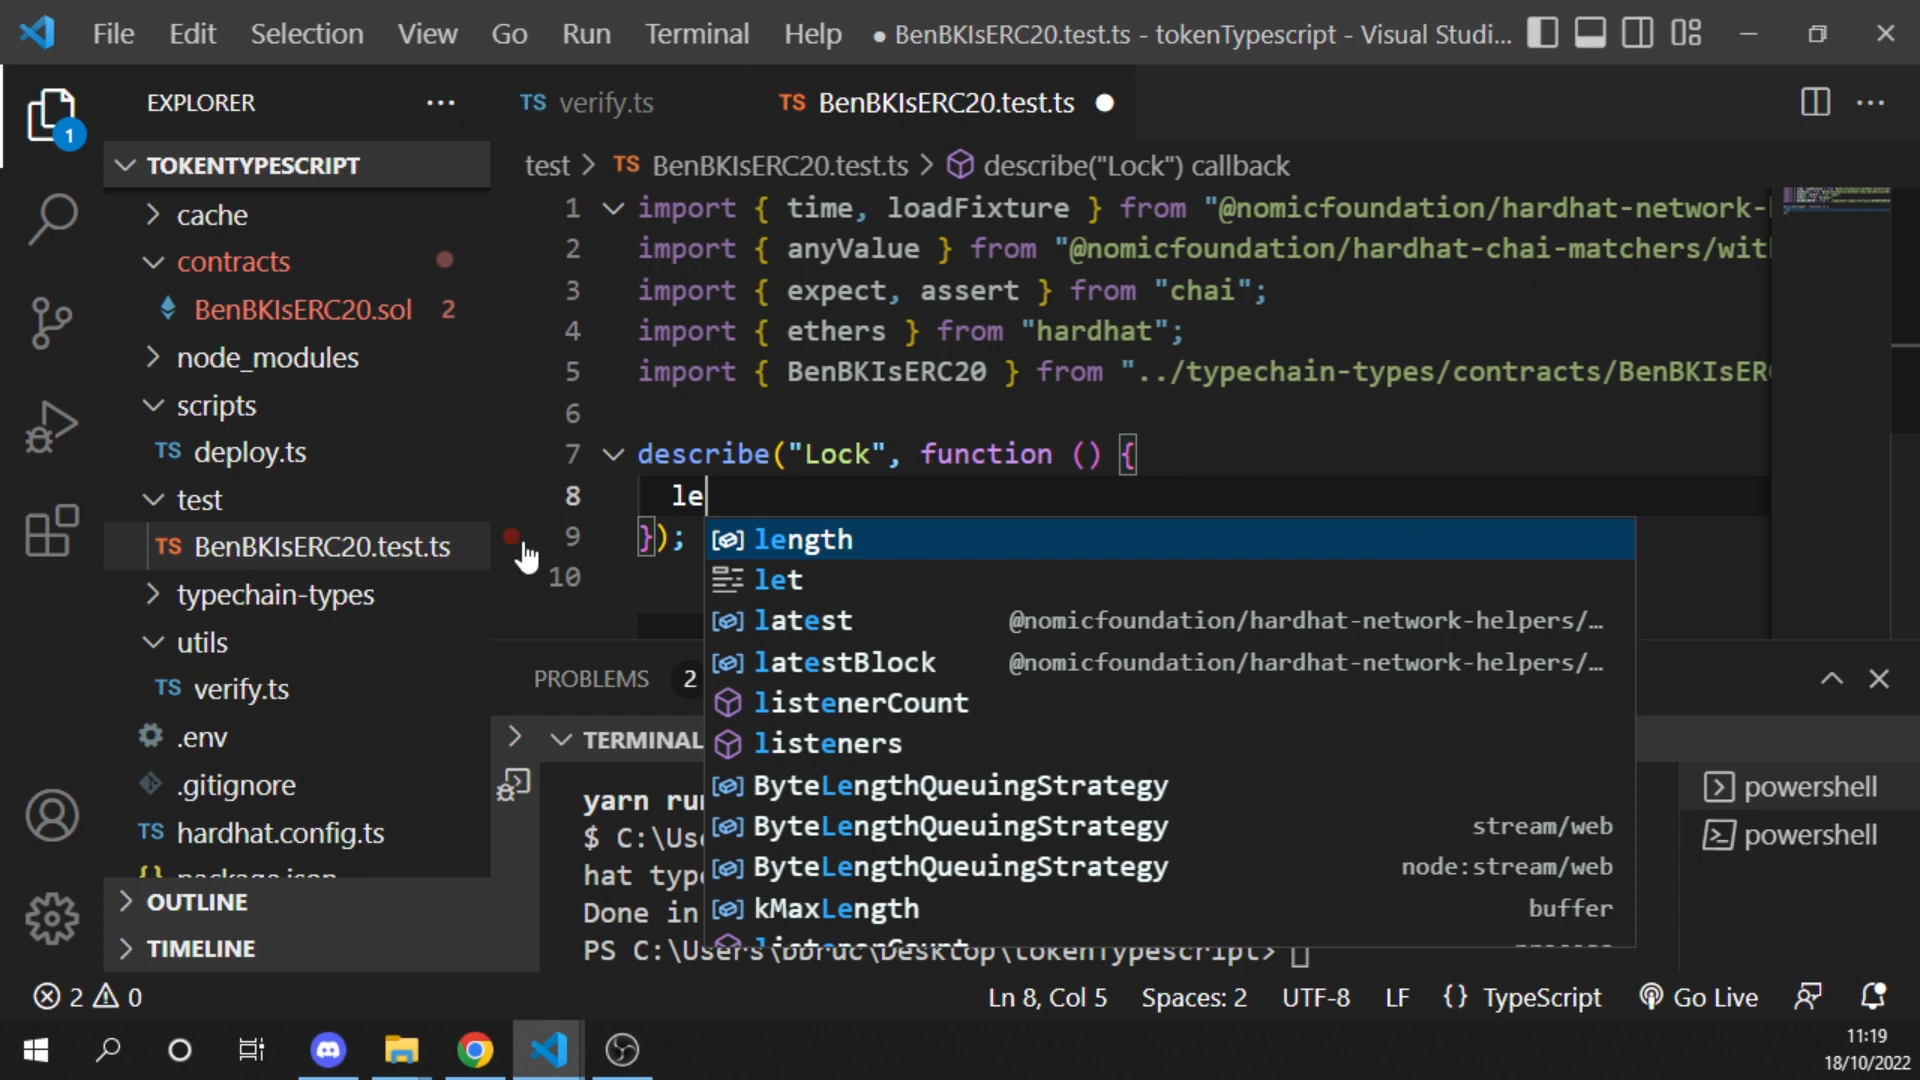 File Edit Selection View Go Run Terminal Help ● BenBKIsERC20.test.ts - tokenTypescript - Visual Studi...
EXPLORER ...
TS verify.ts
TS BenBKIsERC20.test.ts
1
TOKENTYPESCRIPT
cache
contracts
BenBKIsERC20.sol 2
node_modules
scripts
TS deploy.ts
test
TS BenBKIsERC20.test.ts
typechain-types
utils
TS verify.ts
.env
.gitignore
TS hardhat.config.ts
{} package.json
OUTLINE
TIMELINE
test > TS BenBKIsERC20.test.ts > describe("Lock") callback
1 import { time, loadFixture } from "@nomicfoundation/hardhat-network-
2 import { anyValue } from "@nomicfoundation/hardhat-chai-matchers/wit
3 import { expect, assert } from "chai";
4 import { ethers } from "hardhat";
5 import { BenBKIsERC20 } from "../typechain-types/contracts/BenBKIsER
6
7 describe("Lock", function () {
8 le
9 });
10
length
let
latest @nomicfoundation/hardhat-network-helpers/...
latestBlock @nomicfoundation/hardhat-network-helpers/...
listenerCount
listeners
ByteLengthQueuingStrategy
ByteLengthQueuingStrategy stream/web
ByteLengthQueuingStrategy node:stream/web
kMaxLength buffer
listenerCount process
PROBLEMS 2
TERMINAL
yarn ru
$ C:\Us
hat typ
Done in
PS C:\Users\bbruc\Desktop\tokenTypescript>
powershell
powershell
2 0
Ln 8, Col 5 Spaces: 2 UTF-8 LF {} TypeScript Go Live
11:19
18/10/2022